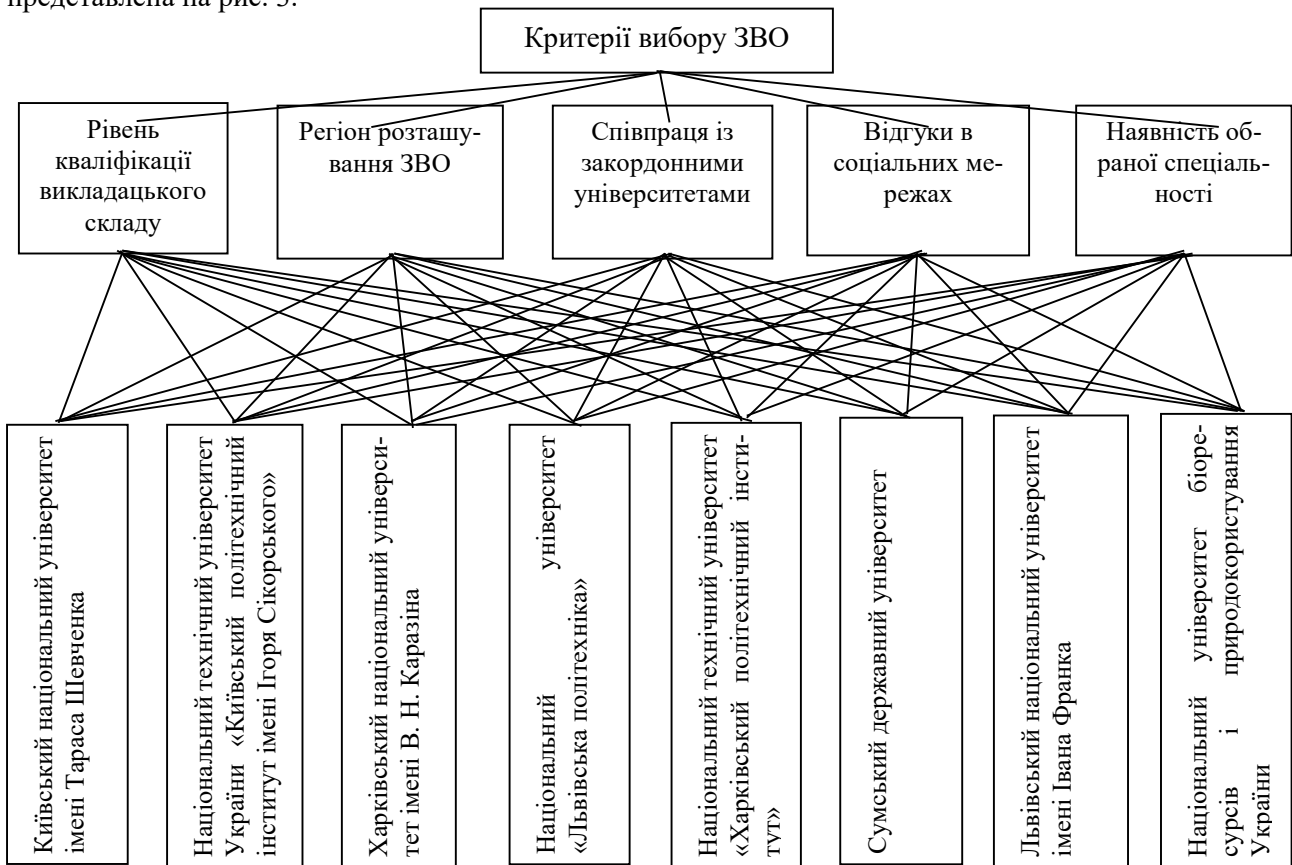 представлена на рис. 3.
Критерії вибору ЗВО
Рівень
кваліфікації
викладацького
складу
Регіон розташу-
вання ЗВО
Співпраця із
закордонними
університетами
Відгуки в
соціальних ме-
режах
Наявність об-
раної спеціаль-
ності
Київський національний університет
імені Тараса Шевченка
Національний технічний університет
України «Київський політехнічний
інститут імені Ігоря Сікорського»
Харківський національний універси-
тет імені В. Н. Каразіна
Національний університет
«Львівська політехніка»
Національний технічний університет
«Харківський політехнічний інсти-
тут»
Сумський державний університет
Львівський національний університет
імені Івана Франка
Національний університет біоре-
сурсів і природокористування
України